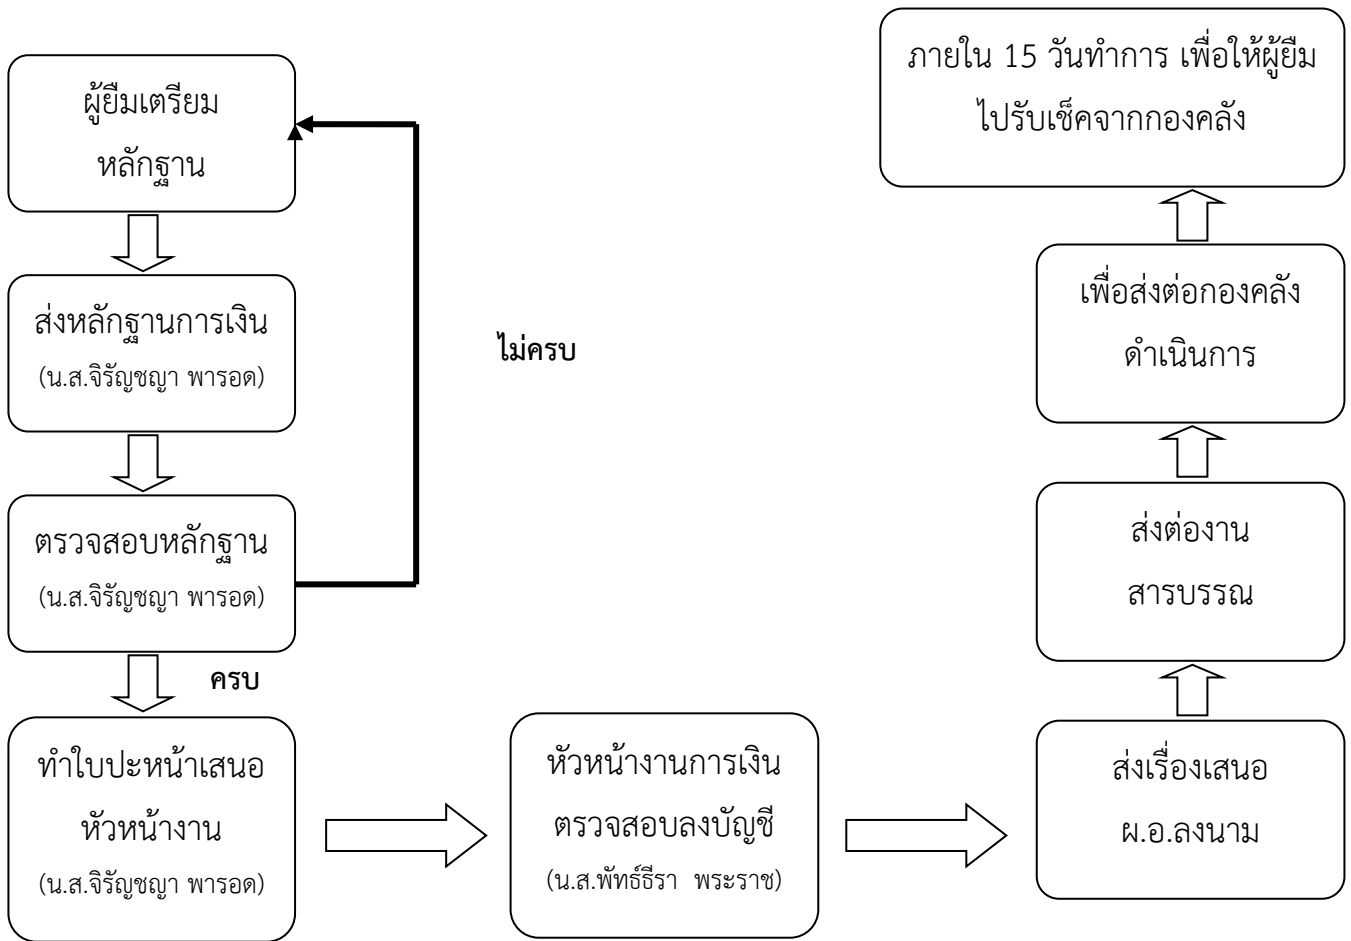 ผู้ยืมเตรียม
หลักฐาน
ส่งหลักฐานการเงิน
(น.ส.จิรัญชญา พารอด)
ไม่ครบ
ตรวจสอบหลักฐาน
(น.ส.จิรัญชญา พารอด)
ครบ
ทำใบปะหน้าเสนอ
หัวหน้างาน
(น.ส.จิรัญชญา พารอด)
หัวหน้างานการเงิน
ตรวจสอบลงบัญชี
(น.ส.พัทธ์ธีรา พระราช)
ส่งเรื่องเสนอ
ผ.อ.ลงนาม
ส่งต่องาน
สารบรรณ
เพื่อส่งต่อกองคลัง
ดำเนินการ
ภายใน 15 วันทำการ เพื่อให้ผู้ยืม
ไปรับเช็คจากกองคลัง